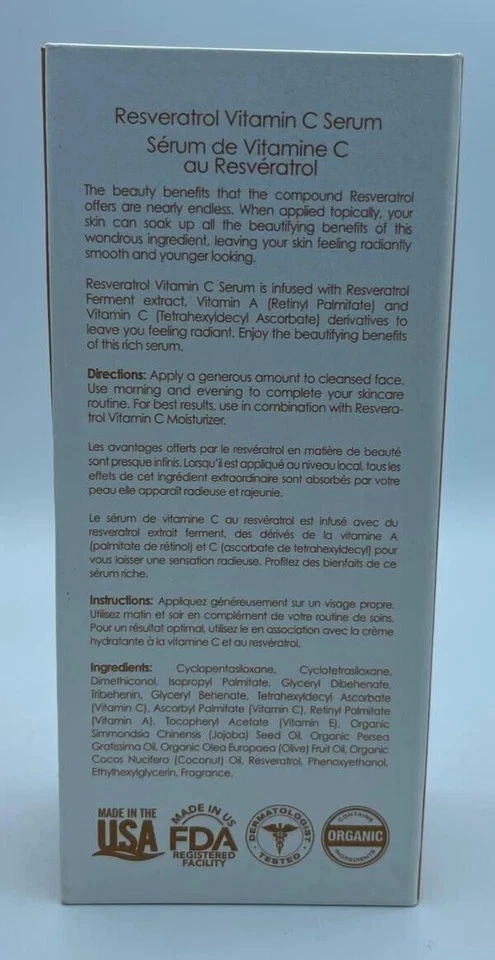 Resveratrol Vitamin C Serum
Sérum de Vitamine C
au Resvératrol
The beauty benefits that the compound Resveratrol
offers are nearly endless. When applied topically, your
skin can soak up all the beautifying benefits of this
wondrous ingredient, leaving your skin feeling radiantly
smooth and younger looking.
Resveratrol Vitamin C Serum is infused with Resveratrol
Ferment extract, Vitamin A (Retinyl Palmitate) and
Vitamin C (Tetrahexyldecyl Ascorbate) derivatives to
leave you feeling radiant. Enjoy the beautifying benefits
of this rich serum.
Directions: Apply a generous amount to cleansed face.
Use morning and evening to complete your skincare
routine. For best results, use in combination with Resvera-
trol Vitamin C Moisturizer.
Les avantages offerts par le resvératrol en matière de beauté
sont presque infinis. Lorsqu'il est appliqué au niveau local, tous les
effets de cet ingrédient extraordinaire sont absorbés par votre
peau elle apparaît radieuse et rajeunie.
Le sérum de vitamine C au resvératrol est infusé avec du
resveratrol extrait ferment, des dérivés de la vitamine A
(palmitate de rétinol) et C (ascorbate de tetrahexyldecyl) pour
vous laisser une sensation radieuse. Profitez des bienfaits de ce
sérum riche.
Instructions: Appliquez généreusement sur un visage propre.
Utilisez matin et soir en complément de votre routine de soins.
Pour un résultat optimal, utilisez le en association avec la crème
hydratante à la vitamine C et au resvératrol.
Ingredients: Cyclopentasiloxane, Cyclotetrasiloxane,
Dimethiconol, Isopropyl Palmitate, Glyceryl Dibehenate,
Tribehenin, Glyceryl Behenate, Tetrahexyldecyl Ascorbate
(Vitamin C), Ascorbyl Palmitate (Vitamin C), Retinyl Palmitate
(Vitamin A), Tocopheryl Acetate (Vitamin E), Organic
Simmondsia Chinensis (Jojoba) Seed Oil, Organic Persea
Gratissima Oil, Organic Olea Europaea (Olive) Fruit Oil, Organic
Cocos Nucifera (Coconut) Oil, Resveratrol, Phenoxyethanol,
Ethylhexylglycerin, Fragrance.
MADE IN THE
USA
MADE IN US
FDA
REGISTERED
FACILITY
DERMATOLOGIST
TESTED
CONTAINS
ORGANIC
INGREDIENTS